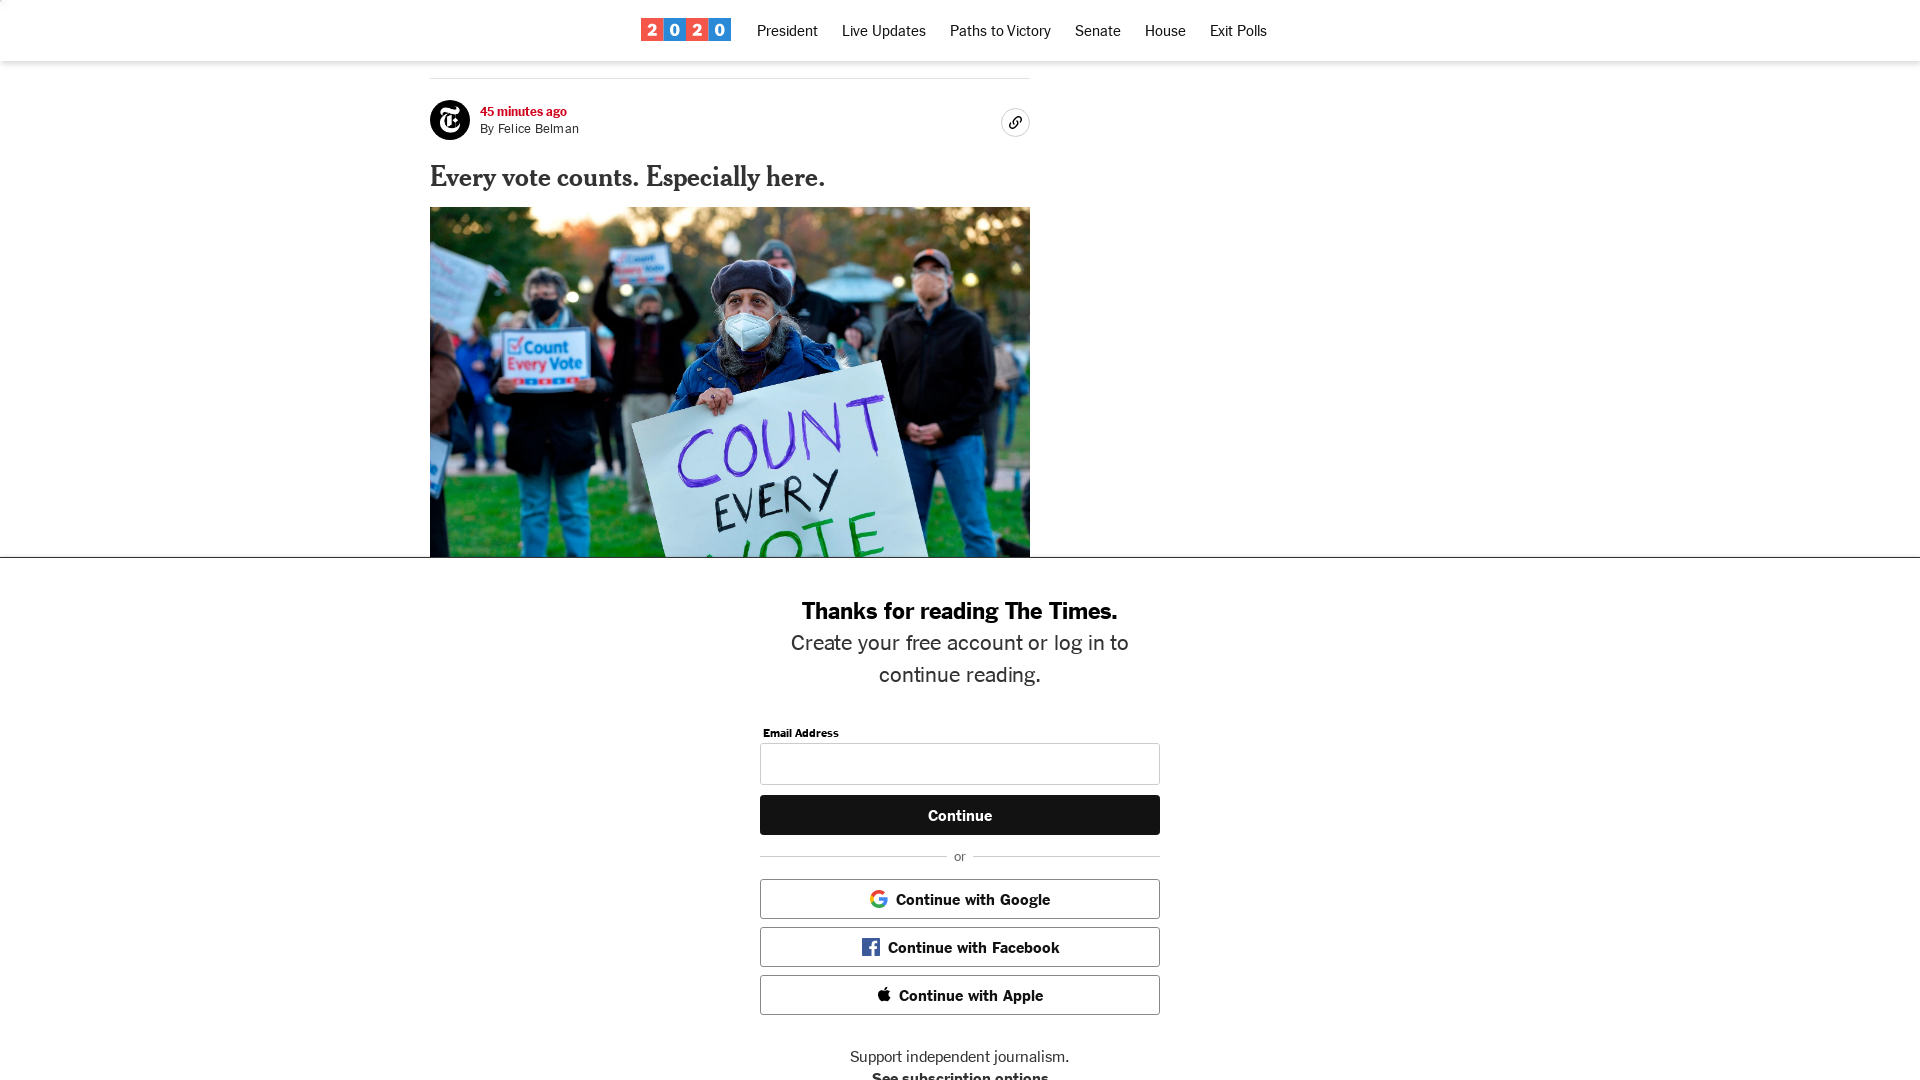 2020 President Live Updates Paths to Victory Senate House Exit Polls
45 minutes ago
By Felice Belman
Every vote counts. Especially here.
Count
Every Vote
Count
Every Vote
COUNT
EVERY
VOTE
Thanks for reading The Times.
Create your free account or log in to
continue reading.
Email Address
Continue
or
Continue with Google
Continue with Facebook
Continue with Apple
Support independent journalism.
See subscription options